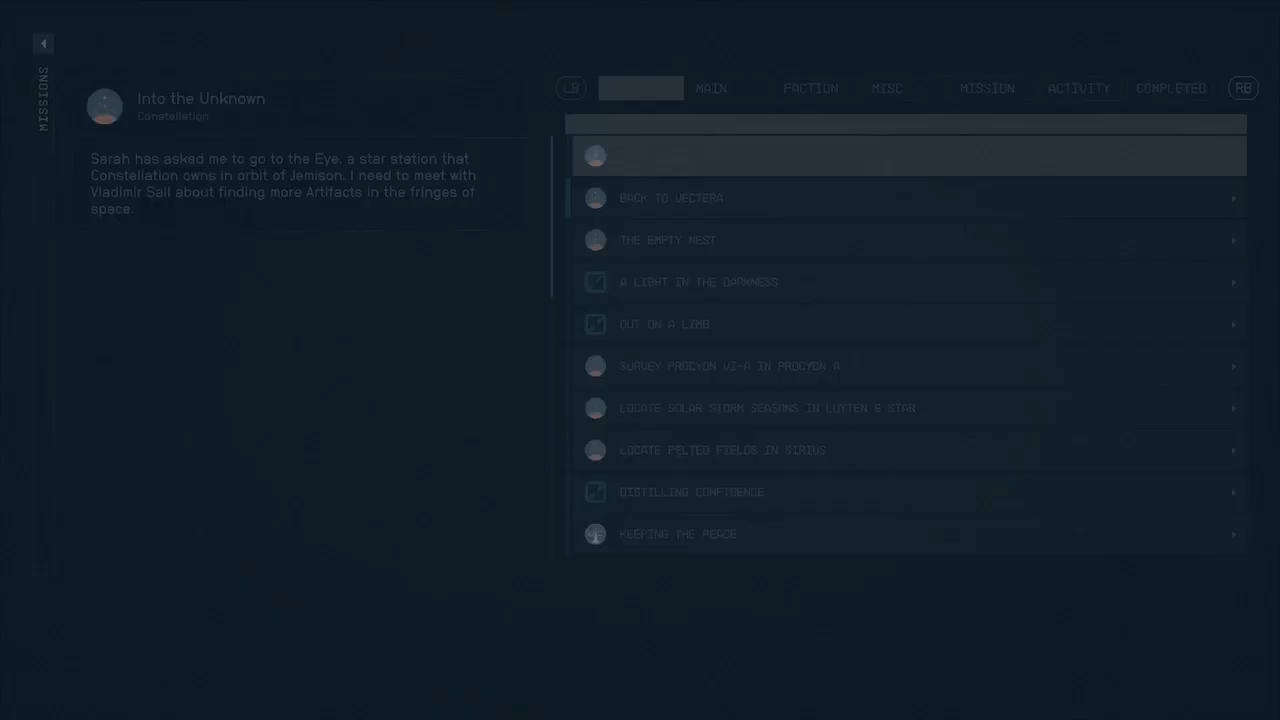 MISSIONS
Into the Unknown
Constellation
Sarah has asked me to go to the Eye, a star station that
Constellation owns in orbit of Jemison. I need to meet with
Vladimir Sall about finding more Artifacts in the fringes of
space.
LB MAIN FACTION MISC MISSION ACTIVITY COMPLETED RB
BACK TO VECTERA
THE EMPTY NEST
A LIGHT IN THE DARKNESS
OUT ON A LIMB
SURVEY PROCYON VI-A IN PROCYON A
LOCATE SOLAR STORM SEASONS IN LUYTEN'S STAR
LOCATE PELTED FIELDS IN SIRIUS
DISTILLING CONFIDENCE
KEEPING THE PEACE